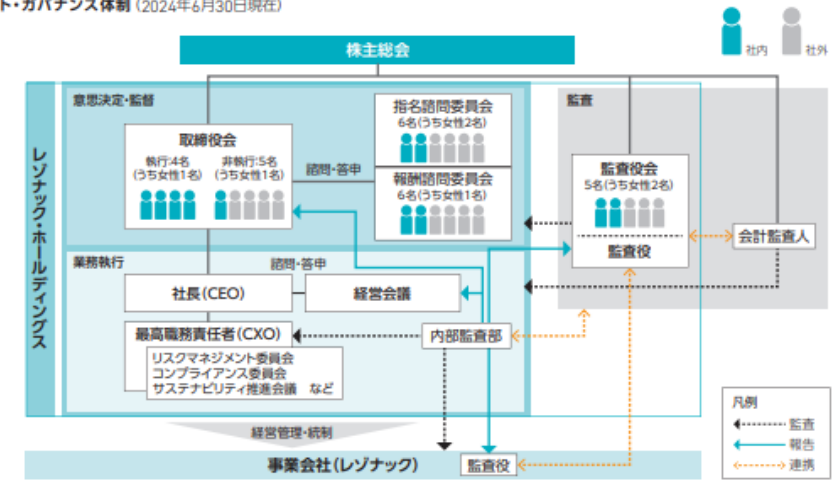 ト・ガバナンス体制（2024年6月30日現在）
社内
社外
株主総会
レゾナック・ホールディングス
意思決定・監督
取締役会
執行:4名
(うち女性1名)
非執行:5名
(うち女性1名)
諮問・答申
指名諮問委員会
6名(うち女性2名)
報酬諮問委員会
6名(うち女性1名)
監査
監査役会
5名(うち女性2名)
監査役
会計監査人
業務執行
諮問・答申
社長(CEO)
経営会議
最高職務責任者(CXO)
リスクマネジメント委員会
コンプライアンス委員会
サステナビリティ推進会議 など
内部監査部
経営管理・統制
事業会社(レゾナック)
監査役
凡例
監査
報告
連携